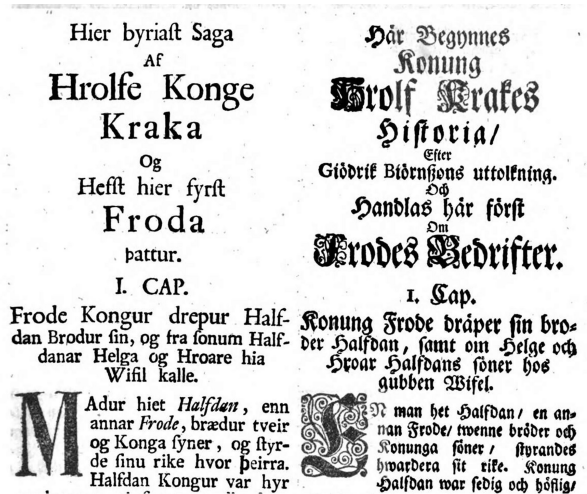 Hier byriaſt Saga
Af
Hrolfe Konge
Kraka
Og
Hefſt hier fyrſt
Froda
þattur.
I. CAP.
Frode Kongur drepur Half-
dan Brodur ſin, og fra ſonum Half-
danar Helga og Hroare hia
Wifil kalle.
MAdur hiet Halfdan, enn
annar Frode, brædur tveir
og Konga ſyner, og ſtyr-
de ſinu rike hvor þeirra.
Halfdan Kongur var hyr
Här Begynnes
Konung
Hrolf Krakes
Hiſtoria/
Efter
Giödrik Biörnßons uttolkning.
Och
Handlas här förſt
Om
Frodes Bedrifter.
1. Cap.
Konung Frode dräper ſin bro-
der Halfdan, ſamt om Helge och
Hroar Halfdans ſöner hos
gubben Wifel.
EN man het Halfdan/ en an-
nan Frode/ twenne bröder och
Konunga ſöner/ ſtyrandes
hwardera ſit rike. Konung
Halfdan war ſedig och höflig/